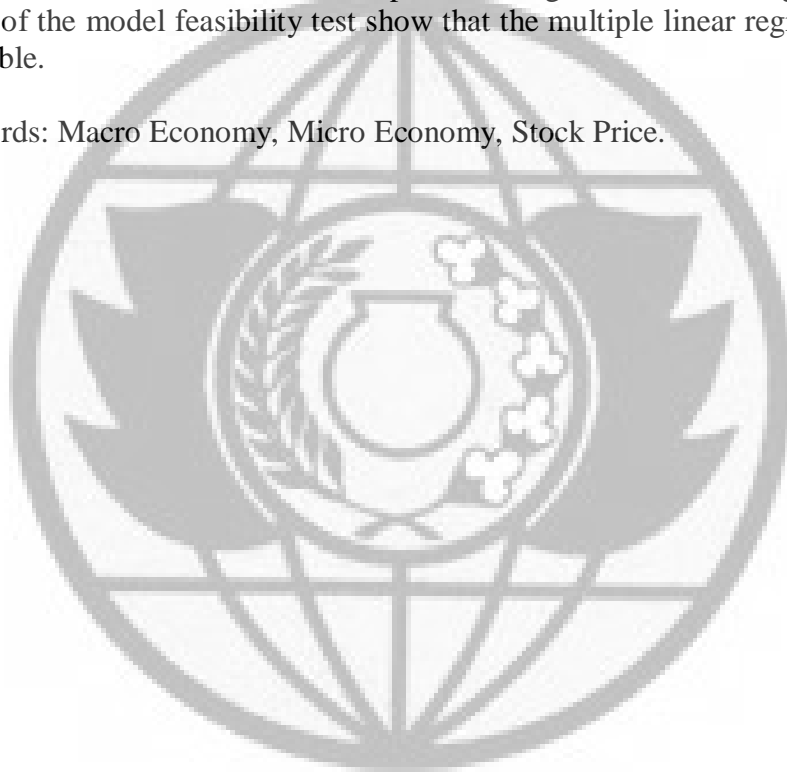 of the model feasibility test show that the multiple linear reg
ble.
rds: Macro Economy, Micro Economy, Stock Price.